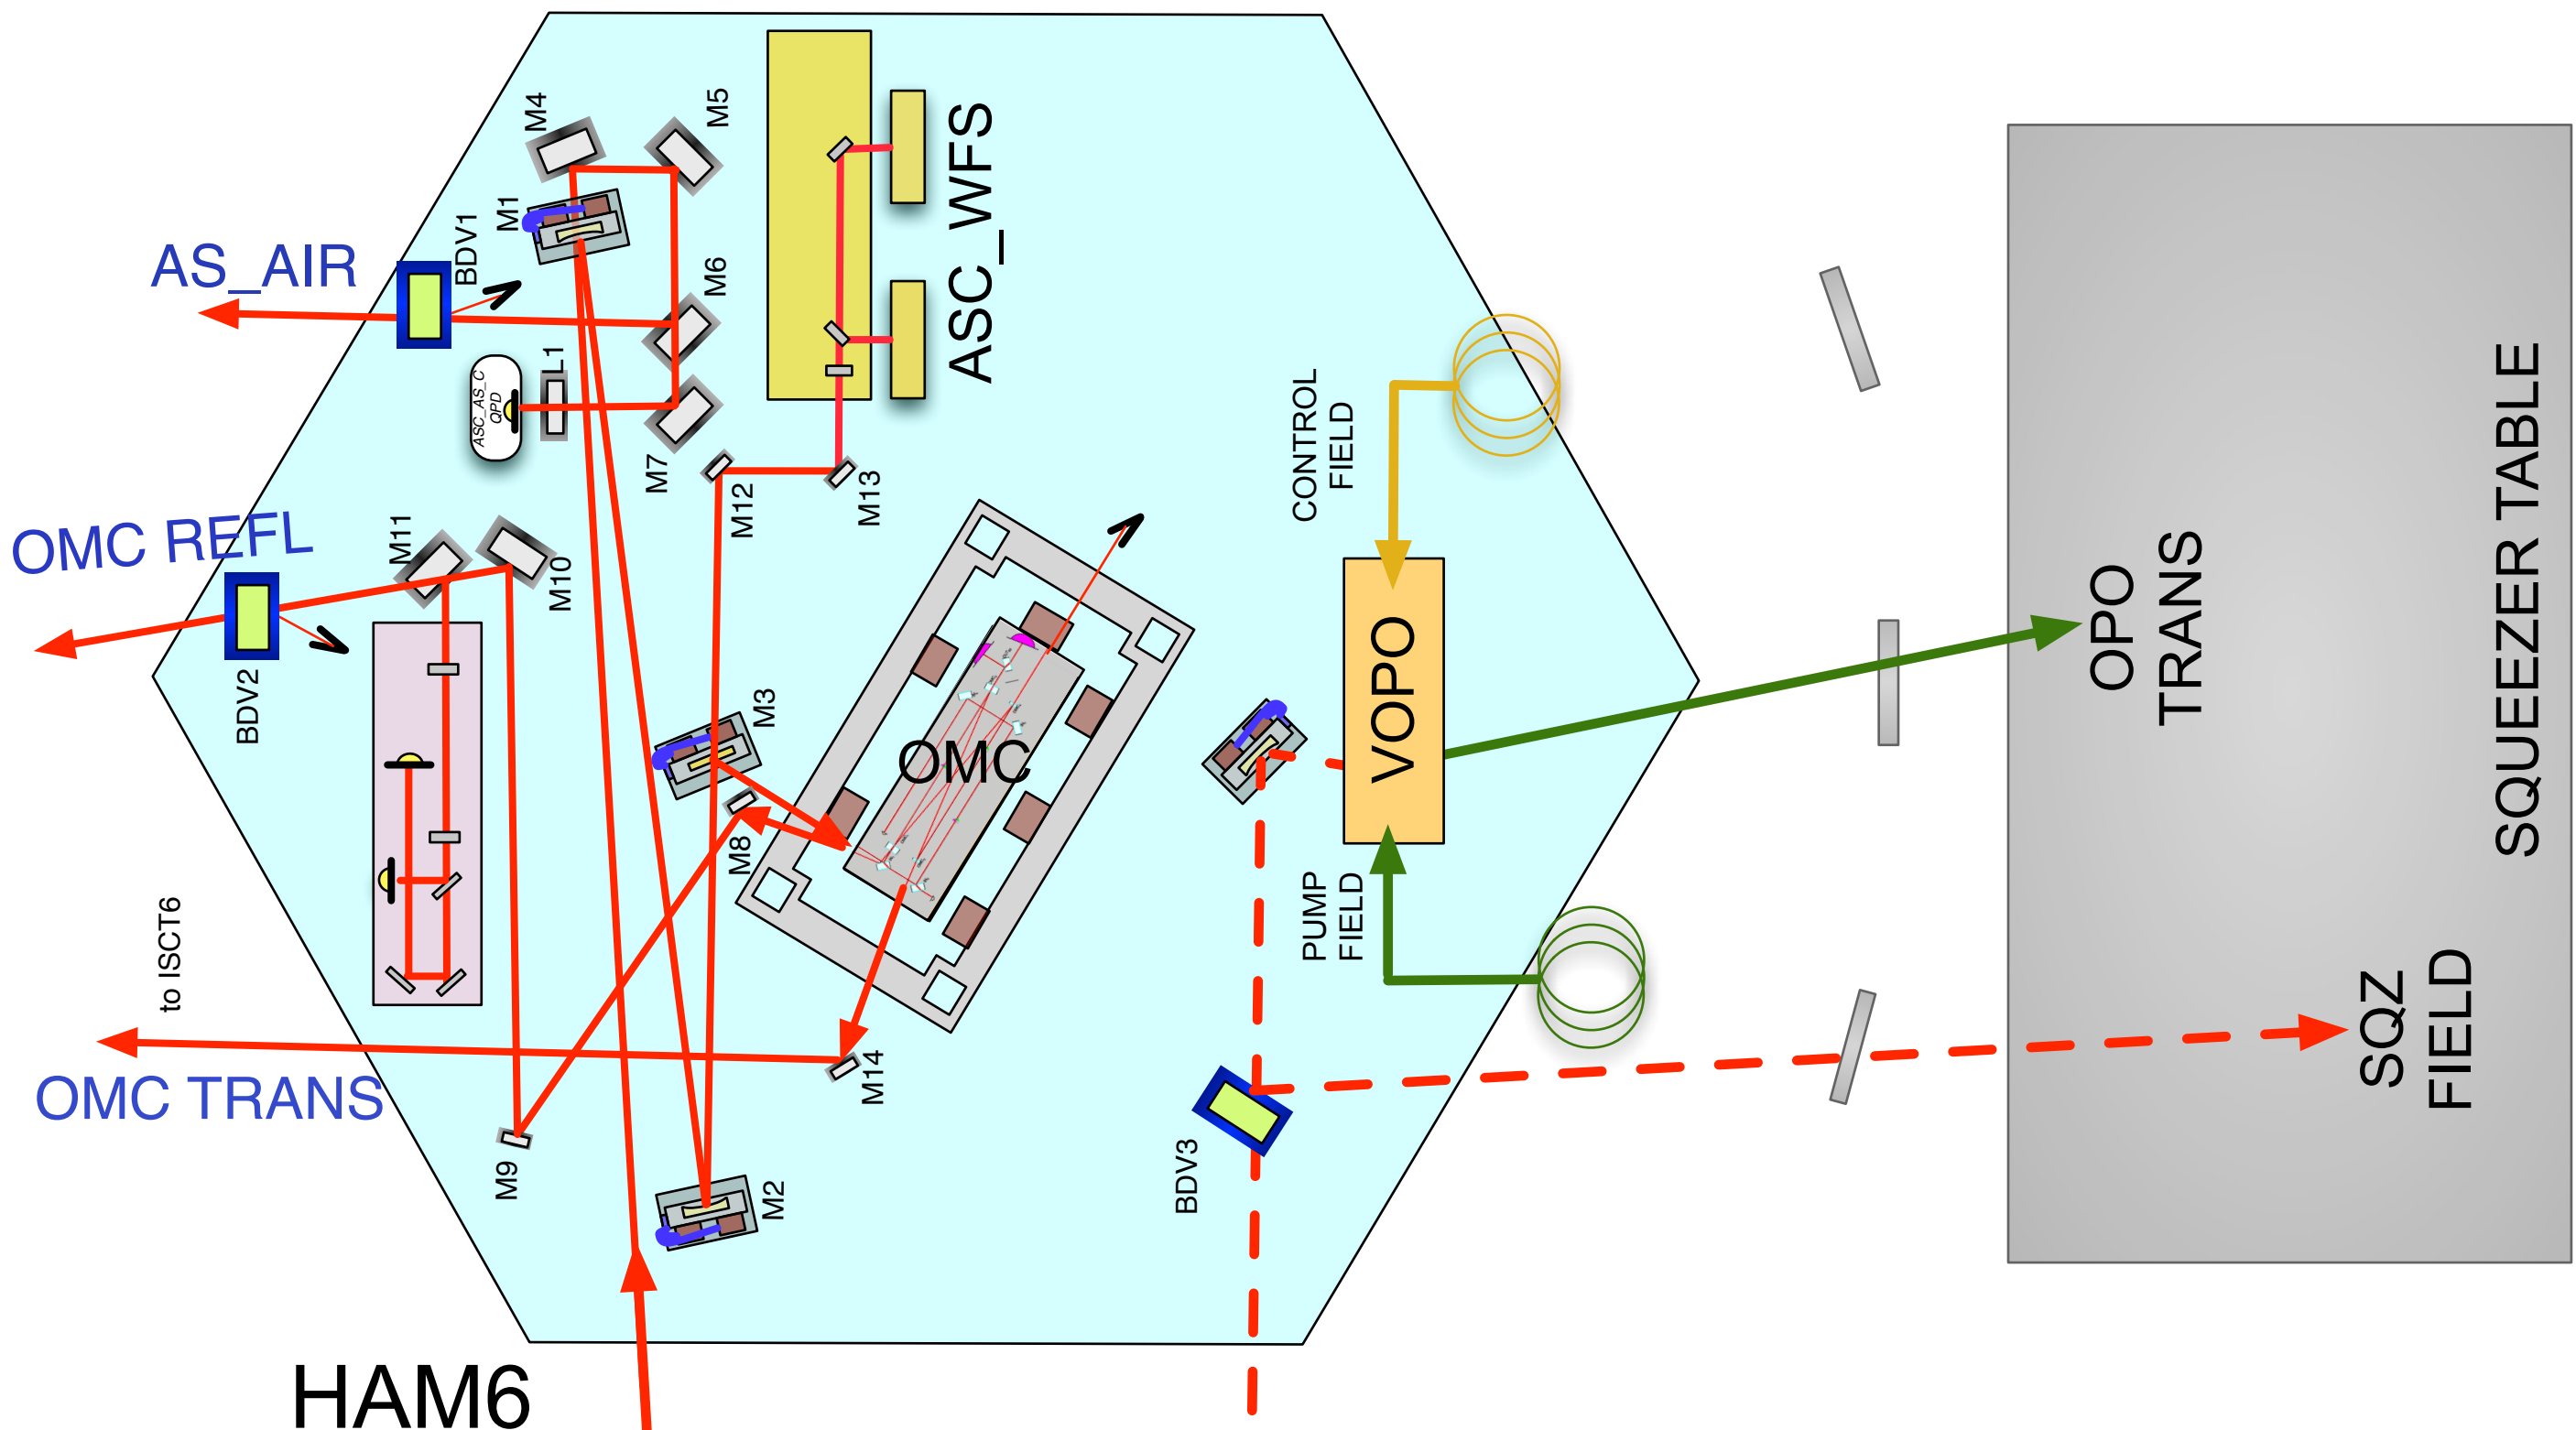 M4
M5
M1
BDV1
AS_AIR
M6
ASC_WFS
ASC_AS_C
QPD
L1
M7
M12
M13
CONTROL
FIELD
OMC REFL
M11
M10
BDV2
M3
OMC
VOPO
OPO
TRANS
SQUEEZER TABLE
M8
PUMP
FIELD
to ISCT6
OMC TRANS
M14
M9
M2
BDV3
SQZ
FIELD
HAM6